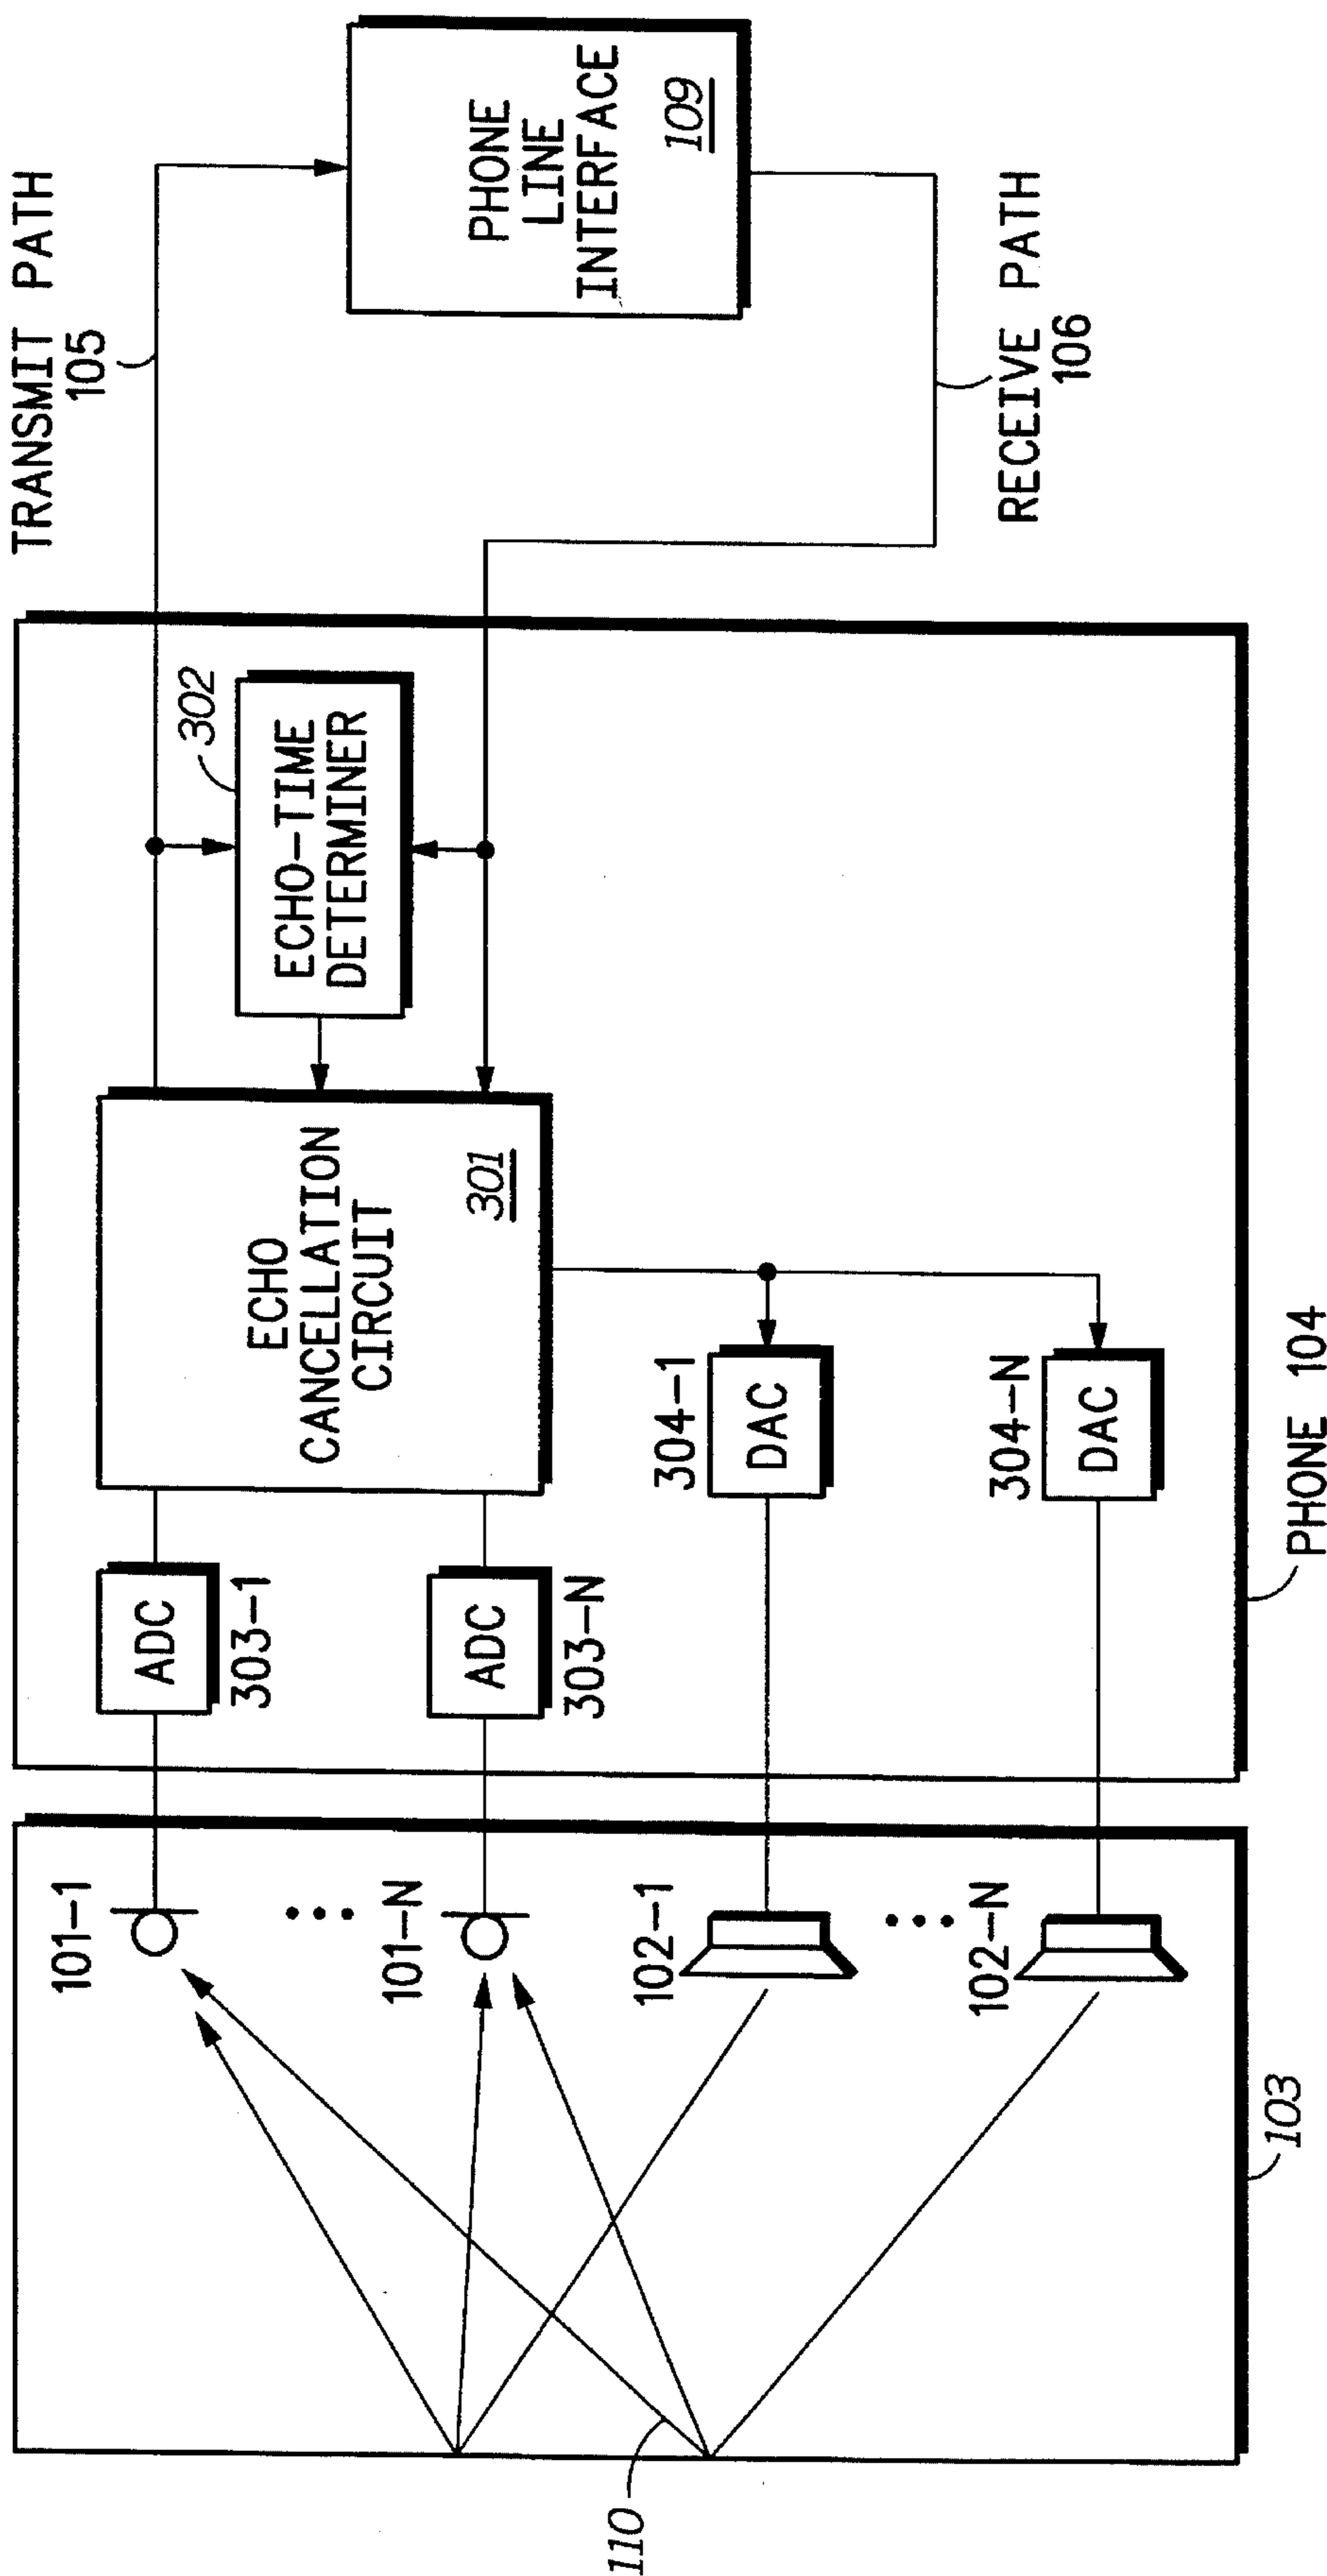 TRANSMIT PATH
105
PHONE
LINE
INTERFACE
109
RECEIVE PATH
106
302
ECHO-TIME
DETERMINER
ECHO
CANCELLATION
CIRCUIT
301
ADC
303-1
ADC
303-N
304-1
DAC
304-N
DAC
PHONE 104
101-1
101-N
102-1
102-N
103
110